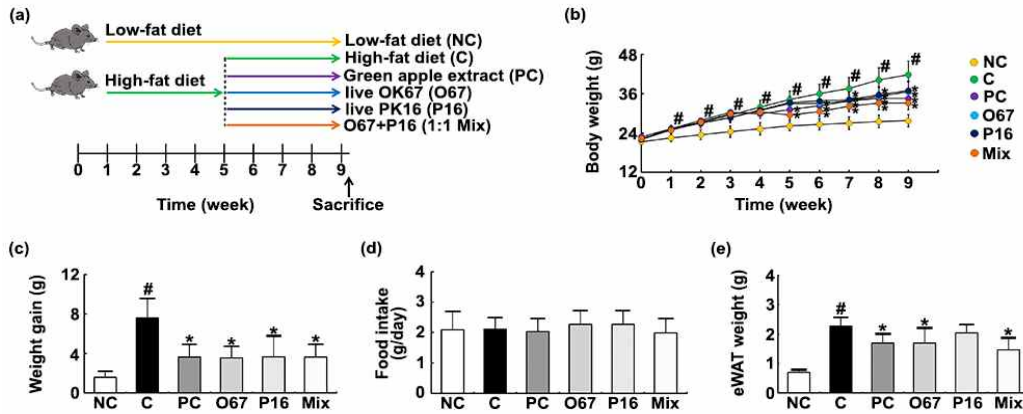 (a)
Low-fat diet
Low-fat diet (NC)
High-fat diet (C)
High-fat diet
Green apple extract (PC)
live OK67 (O67)
live PK16 (P16)
O67+P16 (1:1 Mix)
0 1 2 3 4 5 6 7 8 9
Time (week)
Sacrifice
(b)
Body weight (g)
48
36
24
12
# # # # # # # # #
* * * * *
* * * * *
0 1 2 3 4 5 6 7 8 9
Time (week)
NC
C
PC
O67
P16
Mix
(c)
Weight gain (g)
12
8
4
0
# * * * *
NC C PC O67 P16 Mix
(d)
Food intake
(g/day)
4
3
2
1
0
NC C PC O67 P16 Mix
(e)
eWAT weight (g)
4
3
2
1
0
# * * *
NC C PC O67 P16 Mix